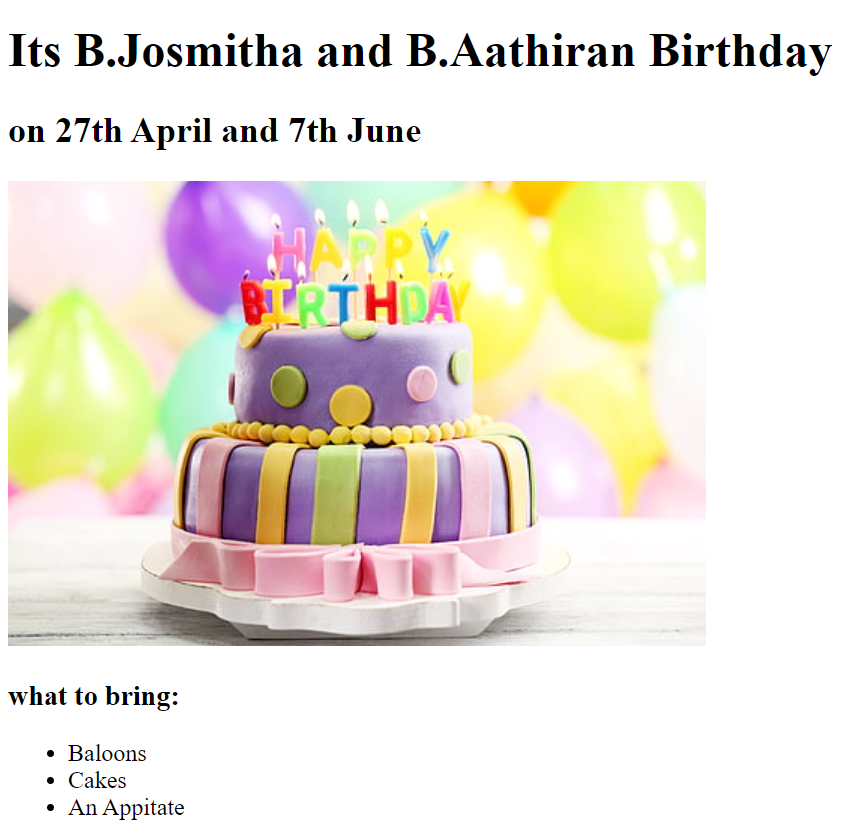 Its B.Josmitha and B.Aathiran Birthday
on 27th April and 7th June
HAPPY
BIRTHDAY
what to bring:
Baloons
Cakes
An Appitate